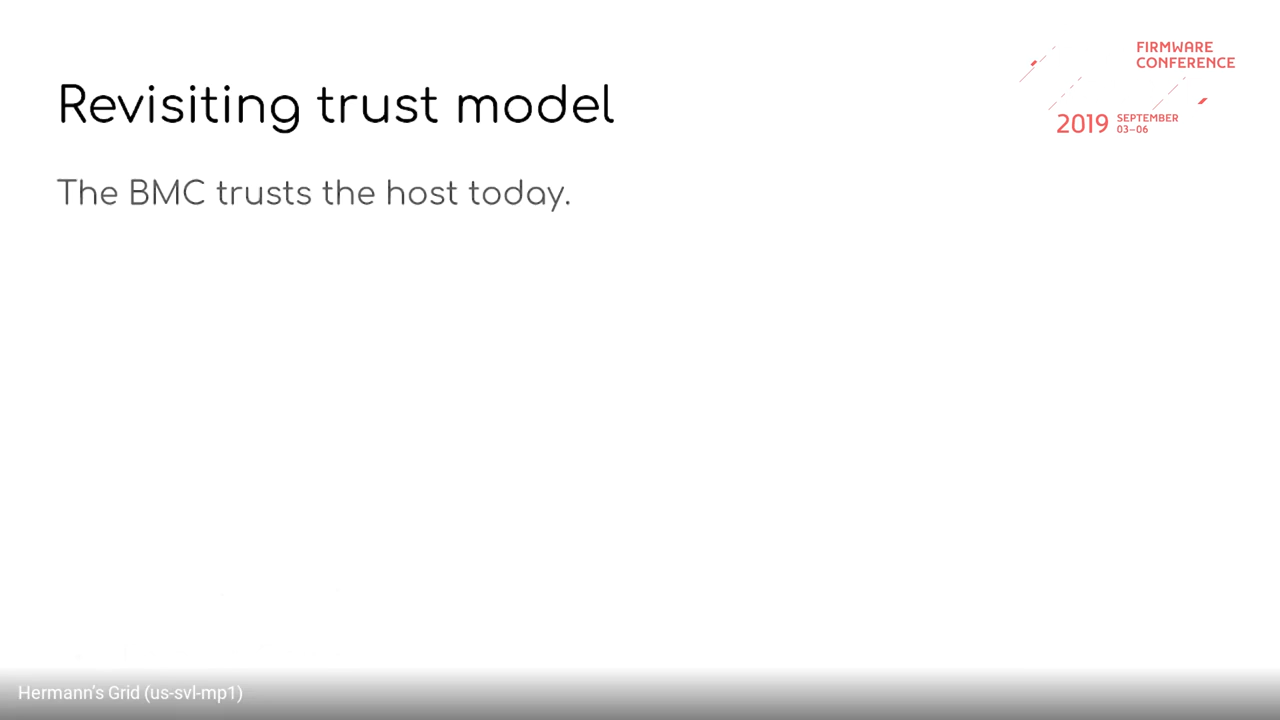 FIRMWARE
CONFERENCE
Revisiting trust model
2019 SEPTEMBER
03–06
The BMC trusts the host today.
Hermann's Grid (us-svl-mp1)